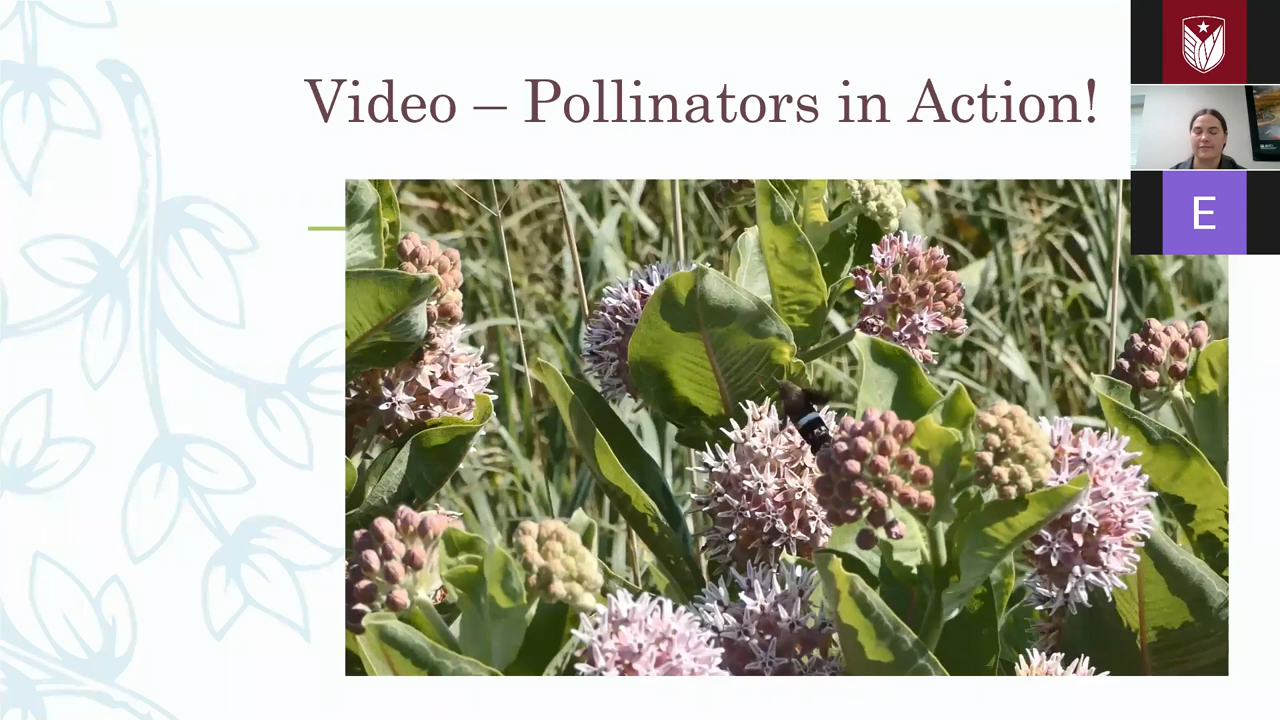 Video – Pollinators in Action!
E